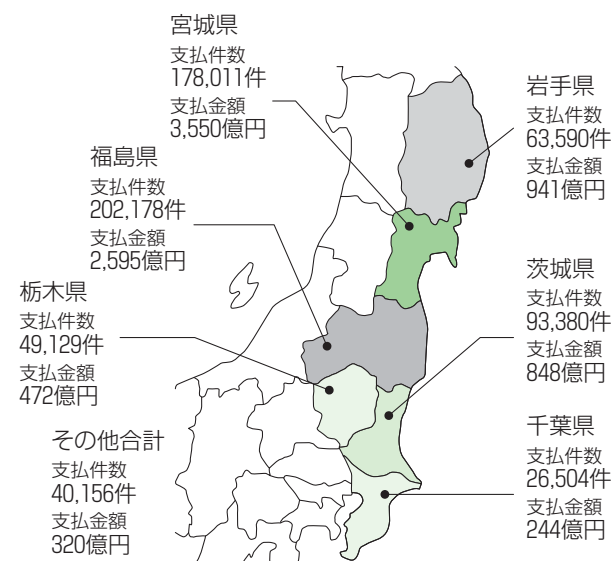 宮城県
支払件数
178,011件
支払金額
3,550億円
岩手県
支払件数
63,590件
支払金額
941億円
福島県
支払件数
202,178件
支払金額
2,595億円
茨城県
支払件数
93,380件
支払金額
848億円
栃木県
支払件数
49,129件
支払金額
472億円
千葉県
支払件数
26,504件
支払金額
244億円
その他合計
支払件数
40,156件
支払金額
320億円